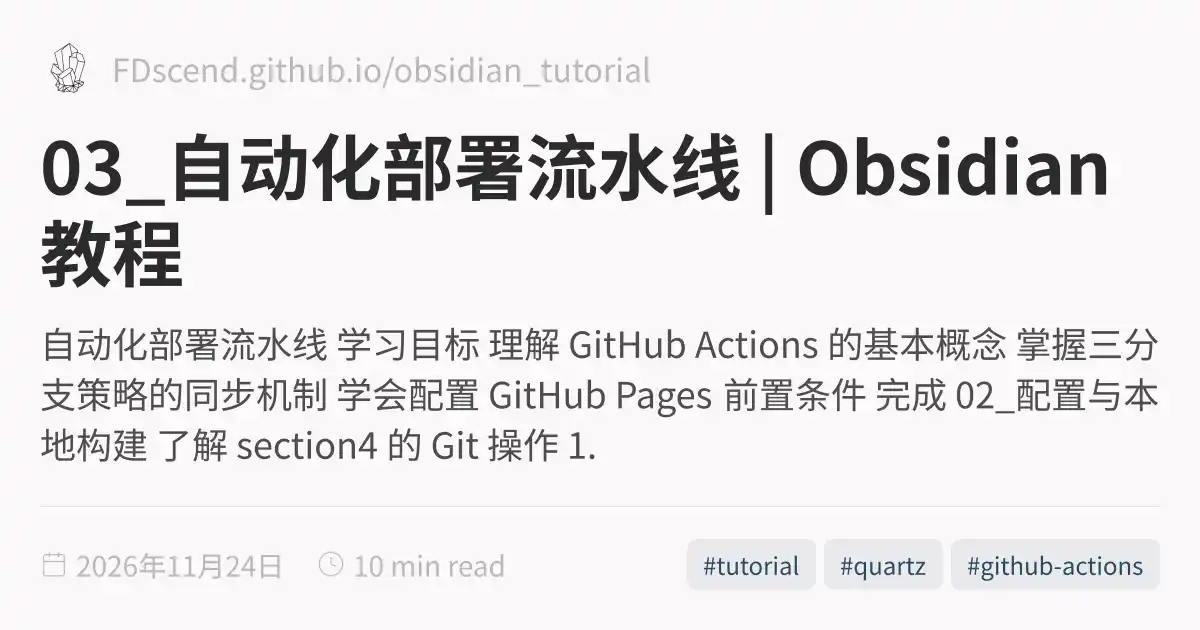 FDscend.github.io/obsidian_tutorial
03_自动化部署流水线 | Obsidian
教程
自动化部署流水线 学习目标 理解 GitHub Actions 的基本概念 掌握三分
支策略的同步机制 学会配置 GitHub Pages 前置条件 完成 02_配置与本
地构建 了解 section4 的 Git 操作 1.
2026年11月24日 10 min read #tutorial #quartz #github-actions